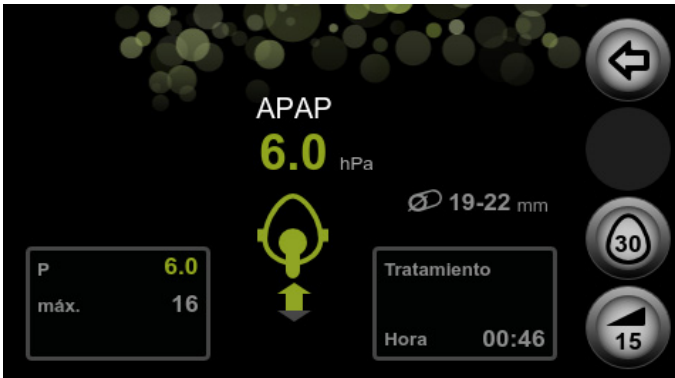 APAP
6.0 hPa
19-22 mm
P 6.0
máx. 16
Tratamiento
Hora 00:46
30
15